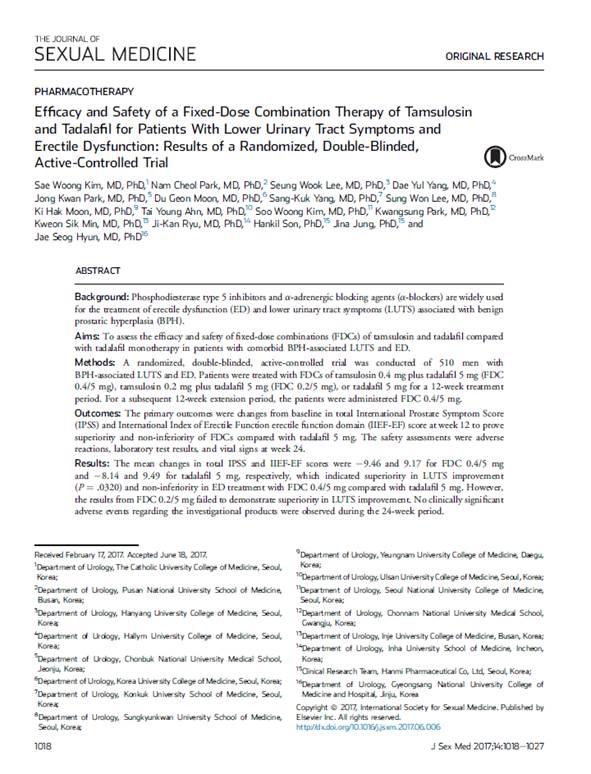 THE JOURNAL OF
SEXUAL MEDICINE
ORIGINAL RESEARCH
PHARMACOTHERAPY
Efficacy and Safety of a Fixed-Dose Combination Therapy of Tamsulosin
and Tadalafil for Patients With Lower Urinary Tract Symptoms and
Erectile Dysfunction: Results of a Randomized, Double-Blinded,
Active-Controlled Trial
CrossMark
Sae Woong Kim, MD, PhD,1 Nam Cheol Park, MD, PhD,2 Seung Wook Lee, MD, PhD,3 Dae Yul Yang, MD, PhD,4
Jong Kwan Park, MD, PhD,5 Du Geon Moon, MD, PhD,6 Sang-Kuk Yang, MD, PhD,7 Sung Won Lee, MD, PhD,8
Ki Hak Moon, MD, PhD,9 Tai Young Ahn, MD, PhD,10 Soo Woong Kim, MD, PhD,11 Kwangsung Park, MD, PhD,12
Kweon Sik Min, MD, PhD,13 Ji-Kan Ryu, MD, PhD,14 Hankil Son, PhD,15 Jina Jung, PhD,15 and
Jae Seog Hyun, MD, PhD16
ABSTRACT
Background: Phosphodiesterase type 5 inhibitors and α-adrenergic blocking agents (α-blockers) are widely used
for the treatment of erectile dysfunction (ED) and lower urinary tract symptoms (LUTS) associated with benign
prostatic hyperplasia (BPH).
Aims: To assess the efficacy and safety of fixed-dose combinations (FDCs) of tamsulosin and tadalafil compared
with tadalafil monotherapy in patients with comorbid BPH-associated LUTS and ED.
Methods: A randomized, double-blinded, active-controlled trial was conducted of 510 men with
BPH-associated LUTS and ED. Patients were treated with FDCs of tamsulosin 0.4 mg plus tadalafil 5 mg (FDC
0.4/5 mg), tamsulosin 0.2 mg plus tadalafil 5 mg (FDC 0.2/5 mg), or tadalafil 5 mg for a 12-week treatment
period. For a subsequent 12-week extension period, the patients were administered FDC 0.4/5 mg.
Outcomes: The primary outcomes were changes from baseline in total International Prostate Symptom Score
(IPSS) and International Index of Erectile Function erectile function domain (IIEF-EF) score at week 12 to prove
superiority and non-inferiority of FDCs compared with tadalafil 5 mg. The safety assessments were adverse
reactions, laboratory test results, and vital signs at week 24.
Results: The mean changes in total IPSS and IIEF-EF scores were −9.46 and 9.17 for FDC 0.4/5 mg
and −8.14 and 9.49 for tadalafil 5 mg, respectively, which indicated superiority in LUTS improvement
(P = .0320) and non-inferiority in ED treatment with FDC 0.4/5 mg compared with tadalafil 5 mg. However,
the results from FDC 0.2/5 mg failed to demonstrate superiority in LUTS improvement. No clinically significant
adverse events regarding the investigational products were observed during the 24-week period.
Received February 17, 2017. Accepted June 18, 2017.
1Department of Urology, The Catholic University College of Medicine, Seoul,
Korea;
2Department of Urology, Pusan National University School of Medicine,
Busan, Korea;
3Department of Urology, Hanyang University College of Medicine, Seoul,
Korea;
4Department of Urology, Hallym University College of Medicine, Seoul,
Korea;
5Department of Urology, Chonbuk National University Medical School,
Jeonju, Korea;
6Department of Urology, Korea University College of Medicine, Seoul, Korea;
7Department of Urology, Konkuk University School of Medicine, Seoul,
Korea;
8Department of Urology, Sungkyunkwan University School of Medicine,
Seoul, Korea;
9Department of Urology, Yeungnam University College of Medicine, Daegu,
Korea;
10Department of Urology, Ulsan University College of Medicine, Seoul, Korea;
11Department of Urology, Seoul National University College of Medicine,
Seoul, Korea;
12Department of Urology, Chonnam National University Medical School,
Gwangju, Korea;
13Department of Urology, Inje University College of Medicine, Busan, Korea;
14Department of Urology, Inha University School of Medicine, Incheon,
Korea;
15Clinical Research Team, Hanmi Pharmaceutical Co, Ltd, Seoul, Korea;
16Department of Urology, Gyeongsang National University College of
Medicine and Hospital, Jinju, Korea
Copyright © 2017, International Society for Sexual Medicine. Published by
Elsevier Inc. All rights reserved.
http://dx.doi.org/10.1016/j.jsxm.2017.06.006
1018
J Sex Med 2017;14:1018–1027